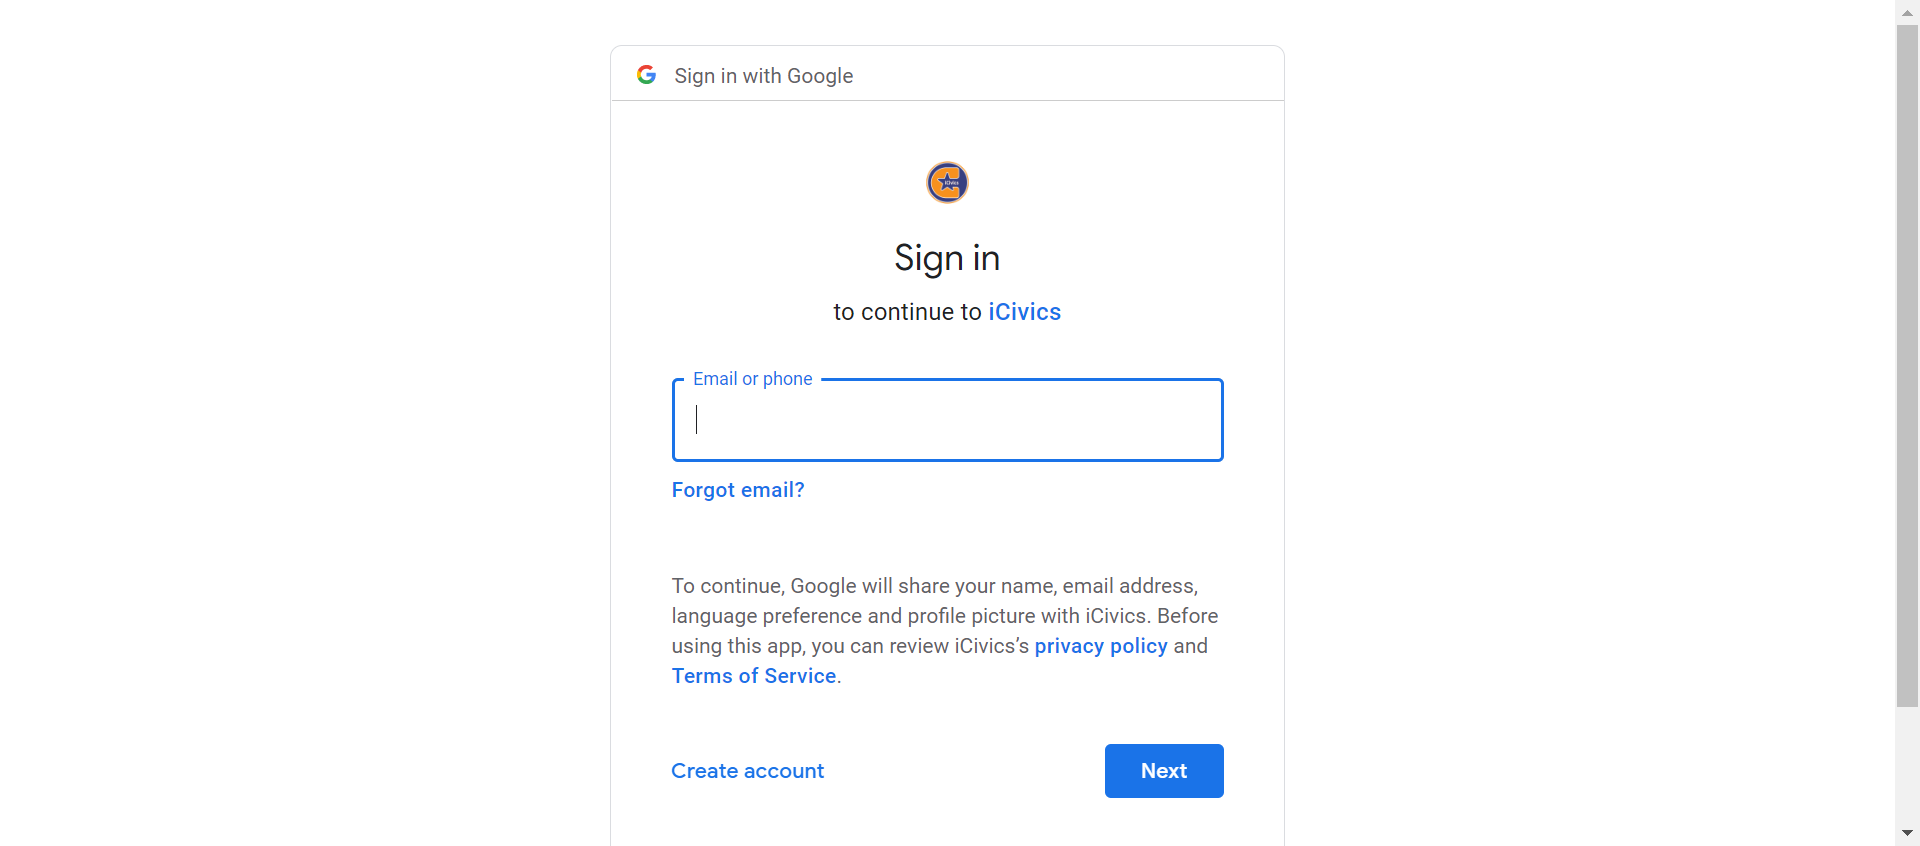 Sign in with Google
iCivics
Sign in
to continue to iCivics
Email or phone
Forgot email?
To continue, Google will share your name, email address,
language preference and profile picture with iCivics. Before
using this app, you can review iCivics’s privacy policy and
Terms of Service.
Create account
Next